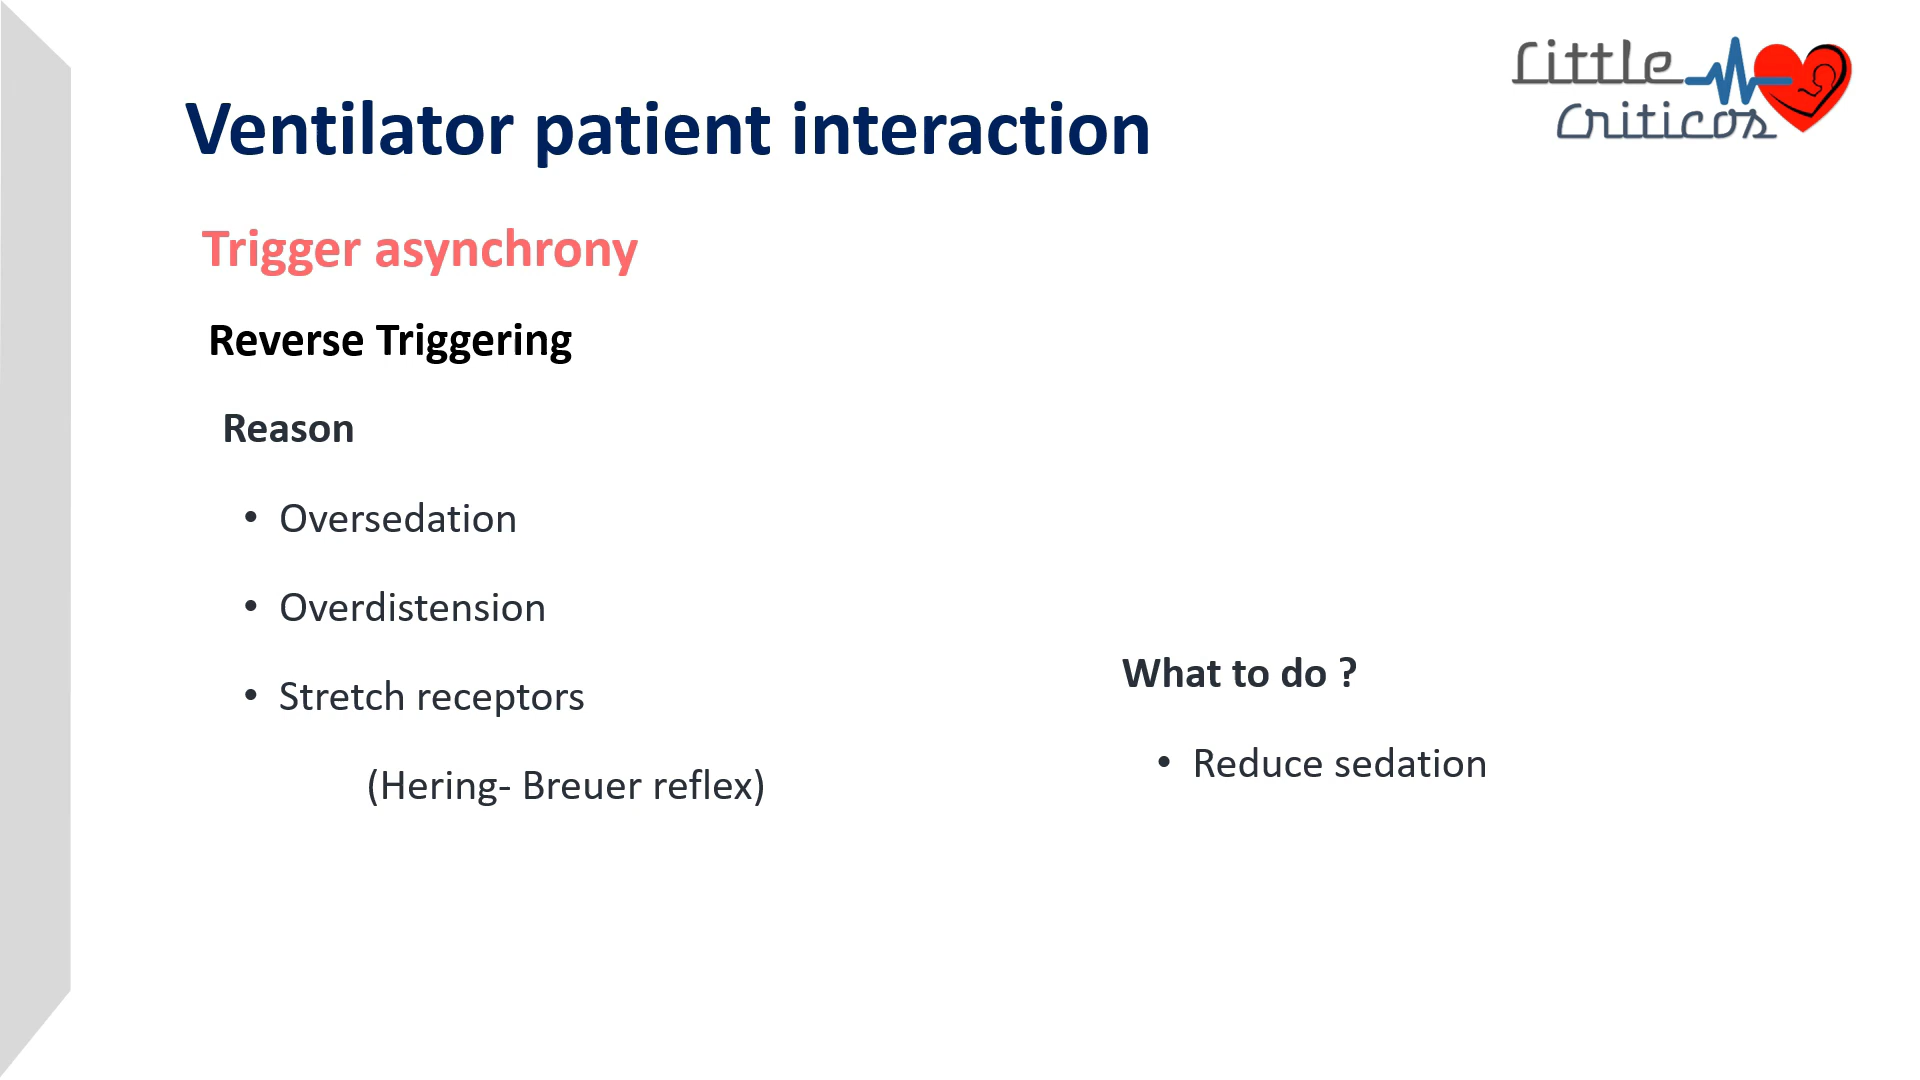 Little
Criticos
Ventilator patient interaction
Trigger asynchrony
Reverse Triggering
Reason
• Oversedation
• Overdistension
• Stretch receptors
(Hering- Breuer reflex)
What to do ?
• Reduce sedation